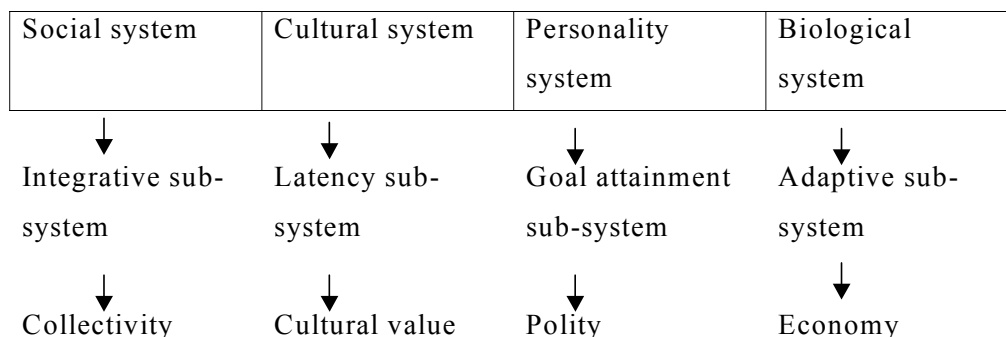 Social system Cultural system Personality system Biological system
Integrative sub-system Latency sub-system Goal attainment sub-system Adaptive sub-system
Collectivity Cultural value Polity Economy